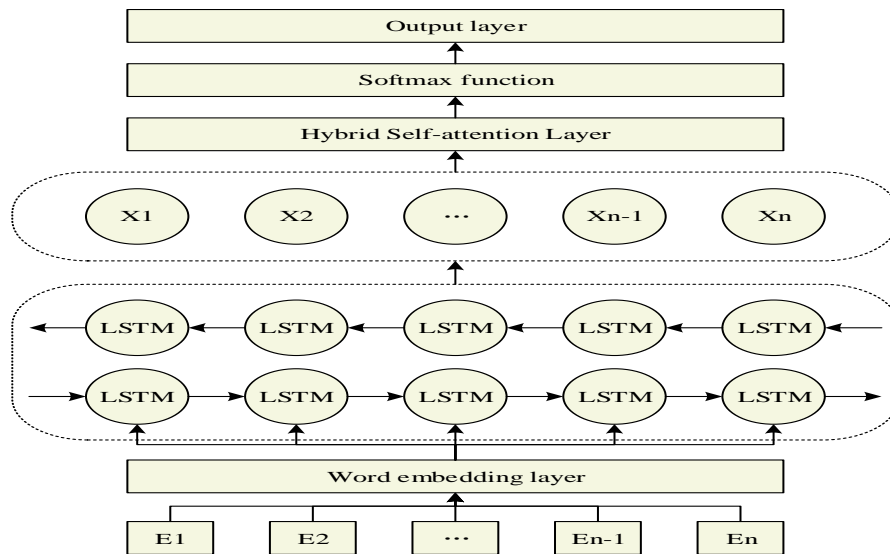 Output layer
Softmax function
Hybrid Self-attention Layer
X1 X2 ... Xn-1 Xn
LSTM LSTM LSTM LSTM LSTM
LSTM LSTM LSTM LSTM LSTM
Word embedding layer
E1 E2 ... En-1 En